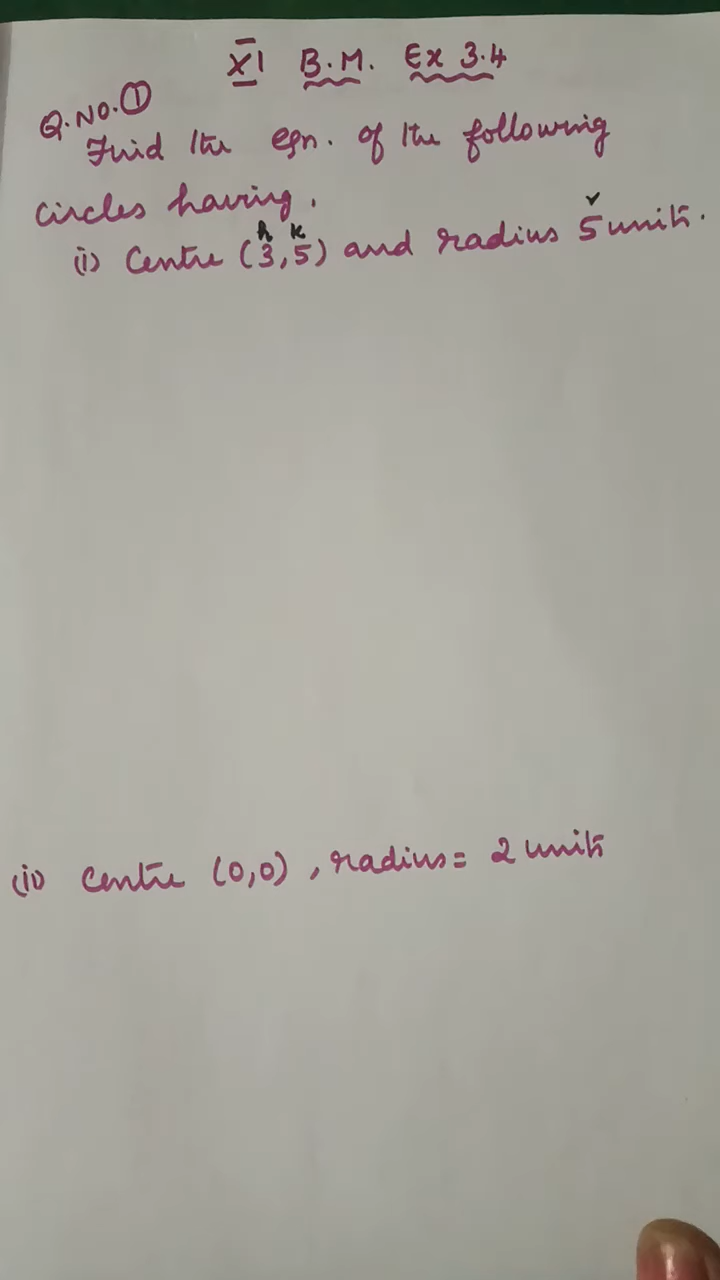 XI B.M. Ex 3.4
Q.NO.①
Find the eqn. of the following
circles having.
h k ✓
(i) Centre (3,5) and radius 5 units.
(ii) Centre (0,0), radius = 2 units